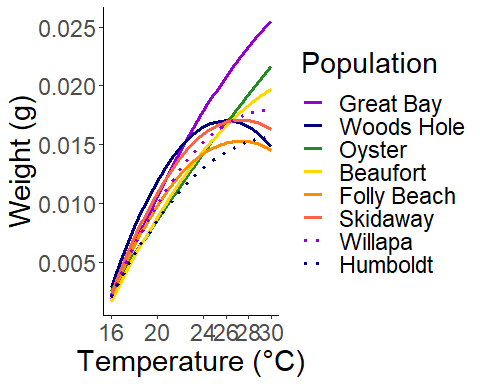 0.025
0.020
0.015
0.010
0.005
Weight (g)
16 20 24 26 28 30
Temperature (°C)
Population
Great Bay
Woods Hole
Oyster
Beaufort
Folly Beach
Skidaway
Willapa
Humboldt